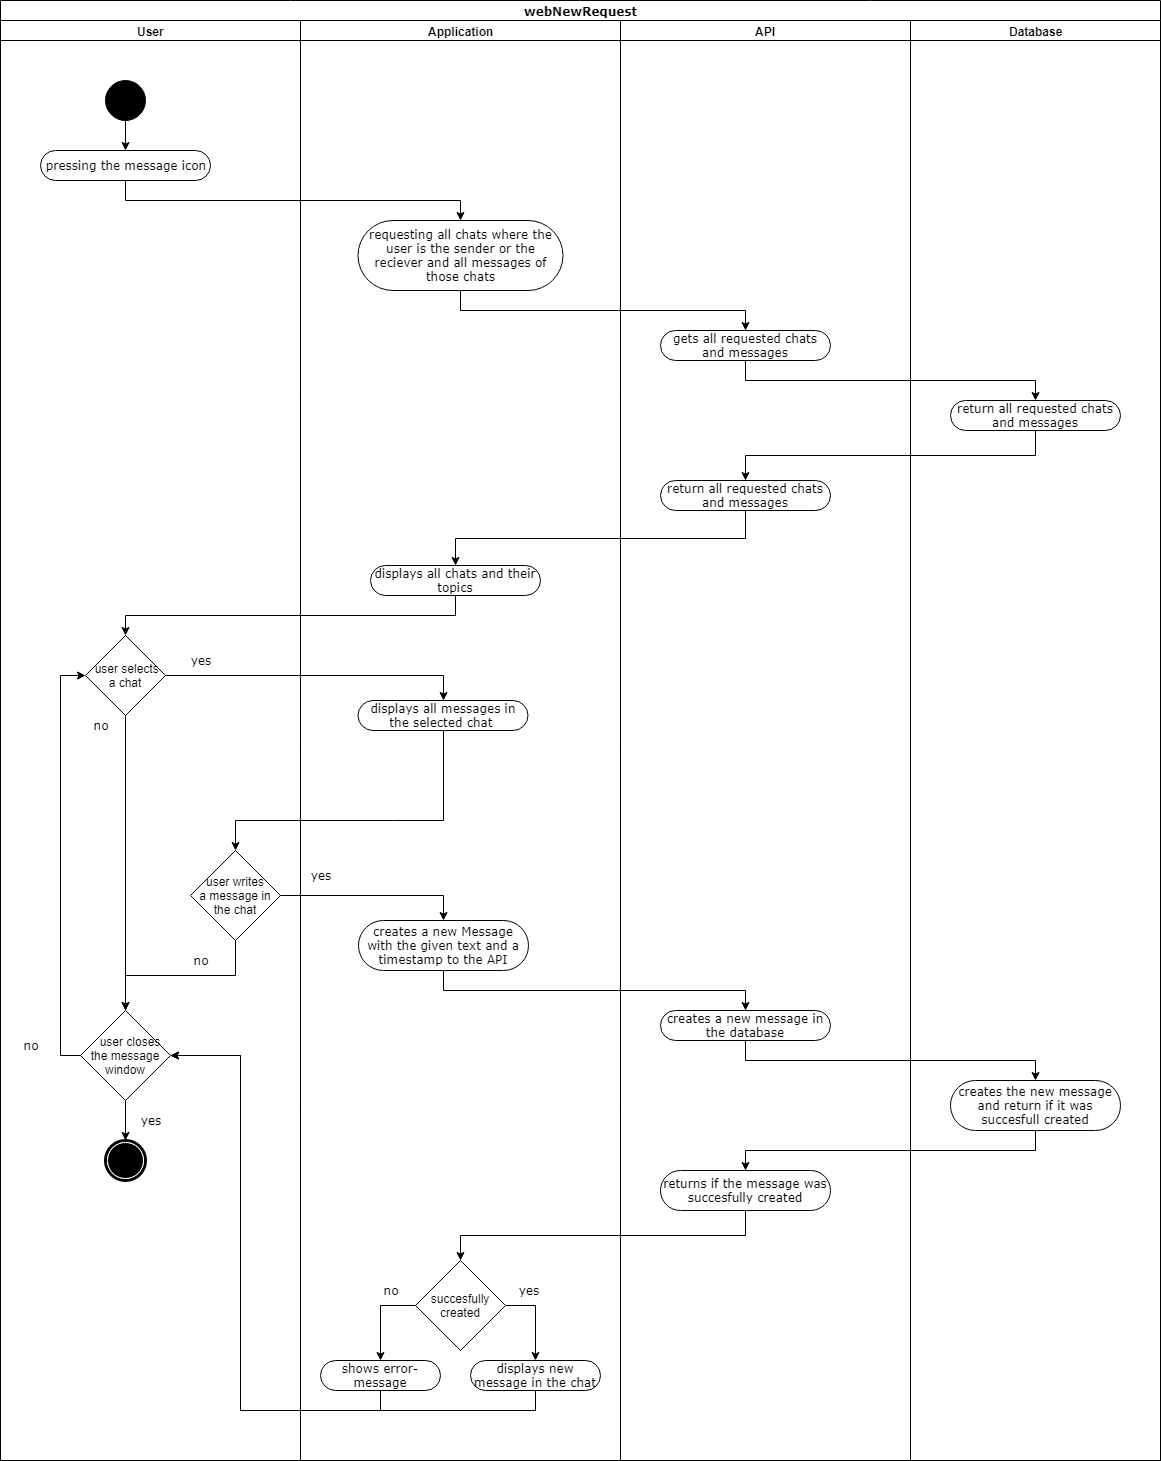 webNewRequest
User
Application
API
Database
pressing the message icon
requesting all chats where the
user is the sender or the
reciever and all messages of
those chats
gets all requested chats
and messages
return all requested chats
and messages
return all requested chats
and messages
displays all chats and their
topics
user selects
a chat
yes
no
displays all messages in
the selected chat
user writes
a message in
the chat
yes
no
creates a new Message
with the given text and a
timestamp to the API
creates a new message in
the database
user closes
the message
window
no
yes
creates the new message
and return if it was
succesfull created
returns if the message was
succesfully created
succesfully
created
no
yes
shows error-
message
displays new
message in the chat